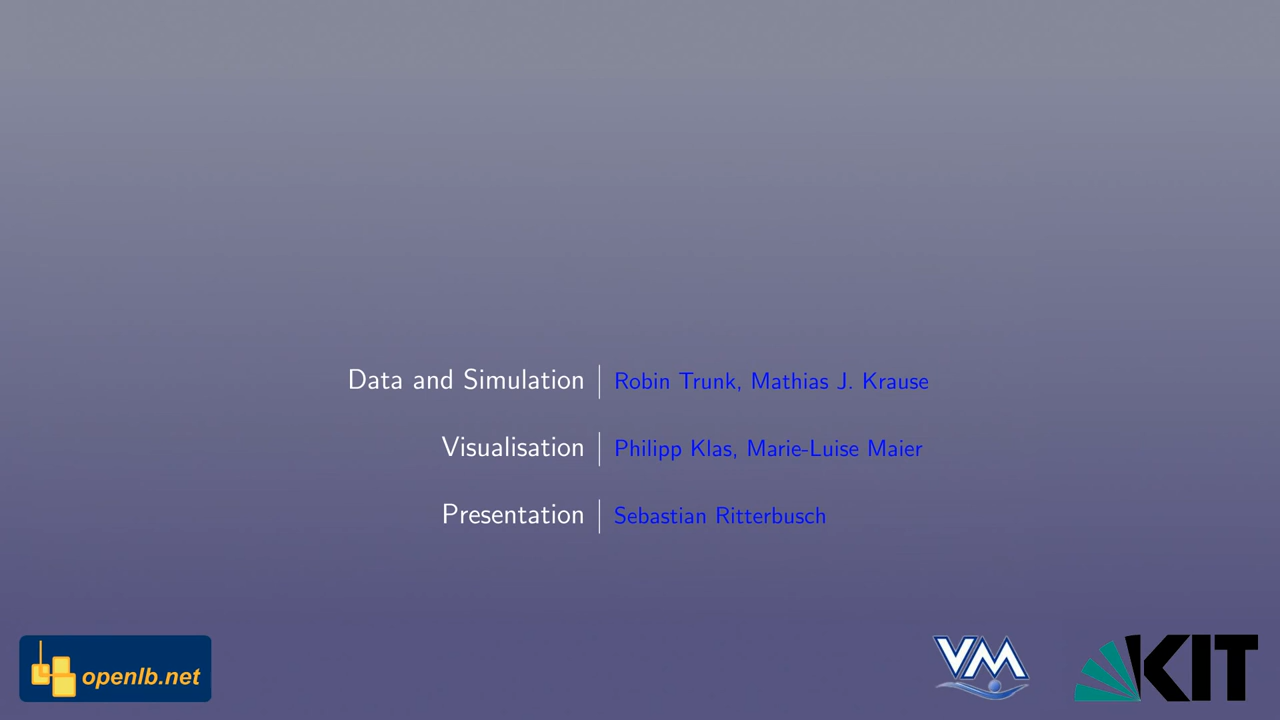 Data and Simulation | Robin Trunk, Mathias J. Krause
Visualisation | Philipp Klas, Marie-Luise Maier
Presentation | Sebastian Ritterbusch
openlb.net
VM
KIT